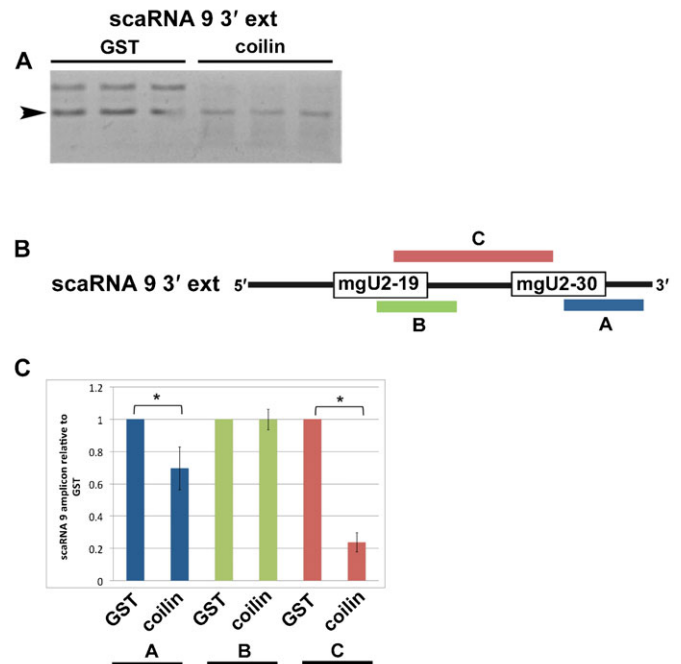 scaRNA 9 3′ ext
GST coilin
A
B
C
scaRNA 9 3′ ext 5′ mgU2-19 mgU2-30 3′
B A
C
scaRNA 9 amplicon relative to
GST
1.2
1
0.8
0.6
0.4
0.2
0
* *
GST coilin GST coilin GST coilin
A B C